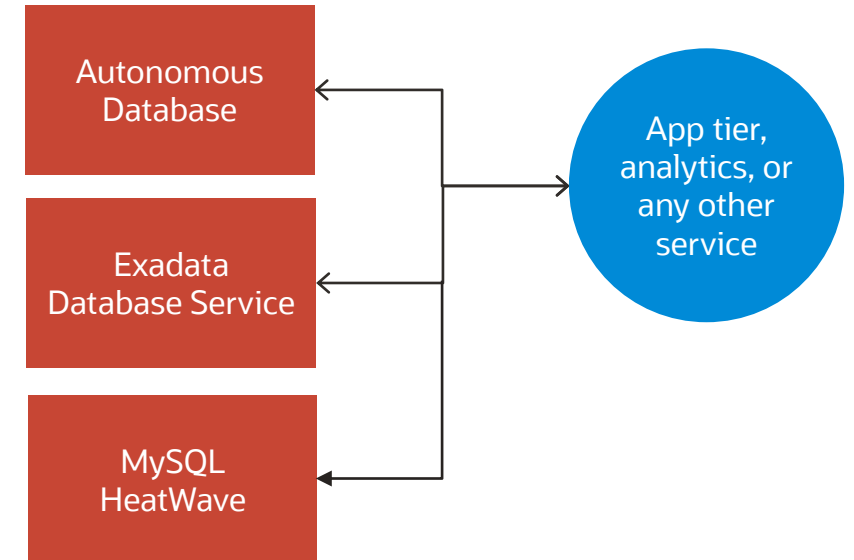 Autonomous
Database
App tier,
analytics, or
any other
service
Exadata
Database Service
MySQL
HeatWave